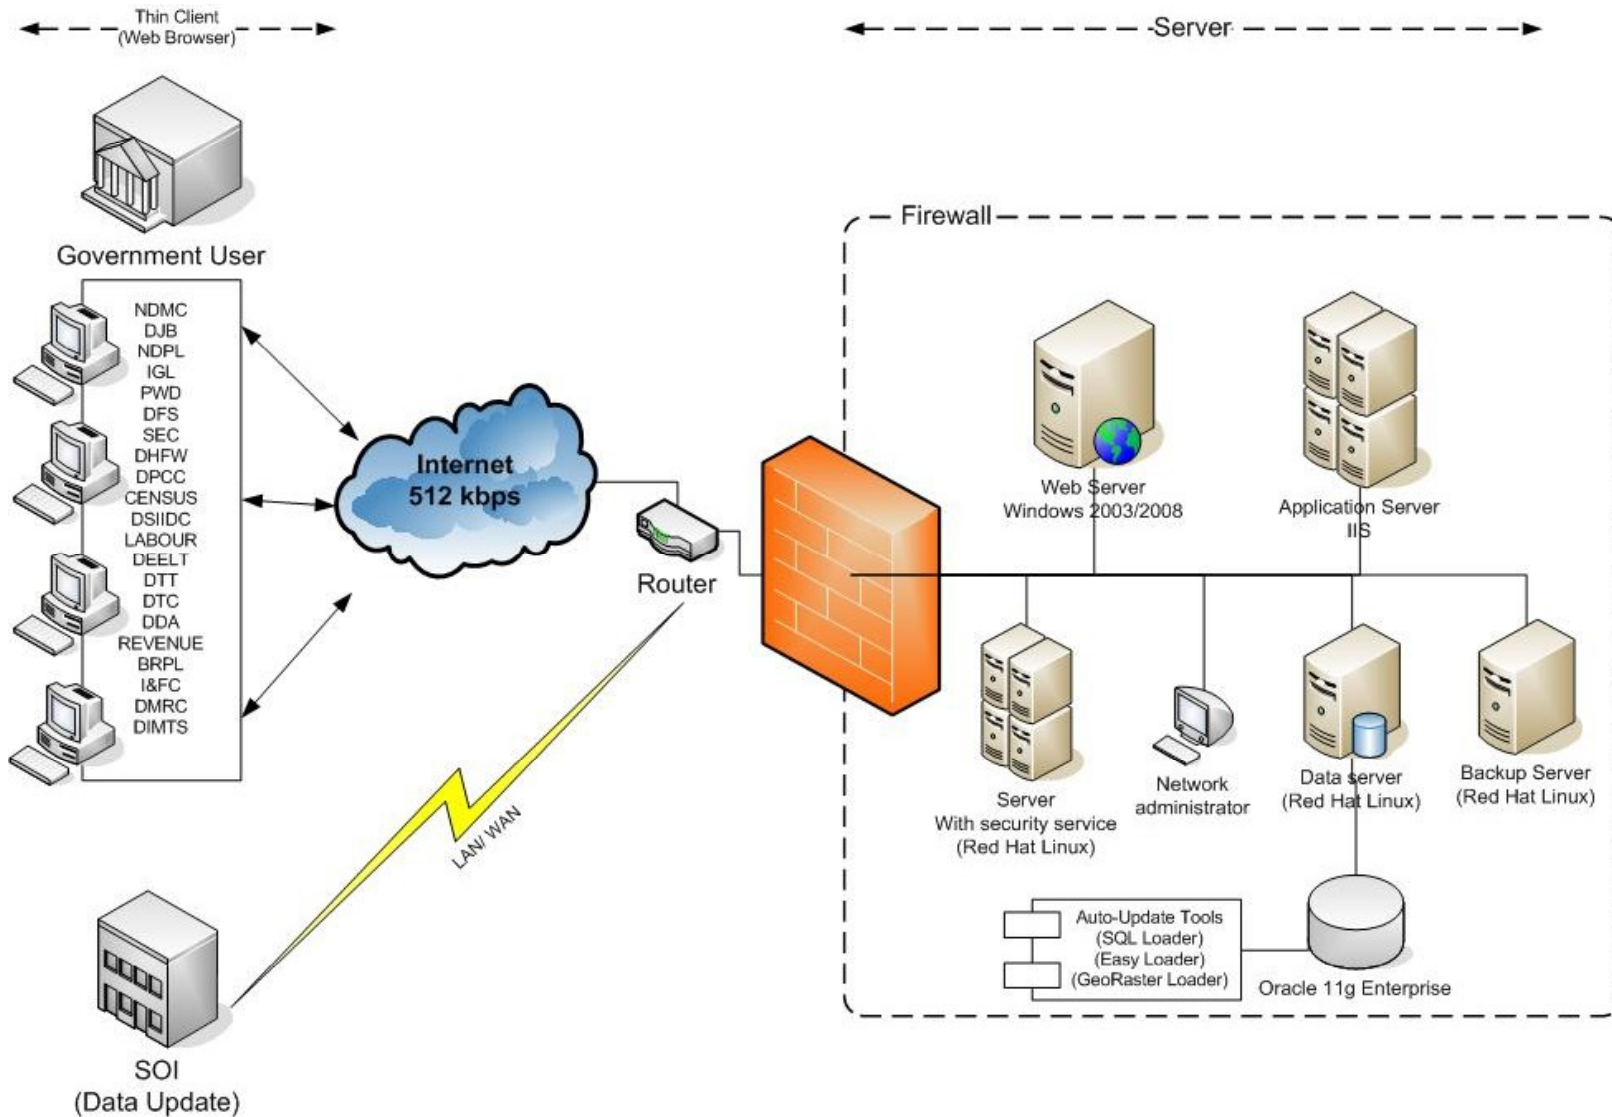 Thin Client
(Web Browser)
Server
Government User
NDMC
DJB
NDPL
IGL
PWD
DFS
SEC
DHFW
DPCC
CENSUS
DSIIDC
LABOUR
DEELT
DTT
DTC
DDA
REVENUE
BRPL
I&FC
DMRC
DIMTS
Internet
512 kbps
Router
LAN/ WAN
SOI
(Data Update)
Firewall
Web Server
Windows 2003/2008
Application Server
IIS
Server
With security service
(Red Hat Linux)
Network
administrator
Data server
(Red Hat Linux)
Backup Server
(Red Hat Linux)
Auto-Update Tools
(SQL Loader)
(Easy Loader)
(GeoRaster Loader)
Oracle 11g Enterprise